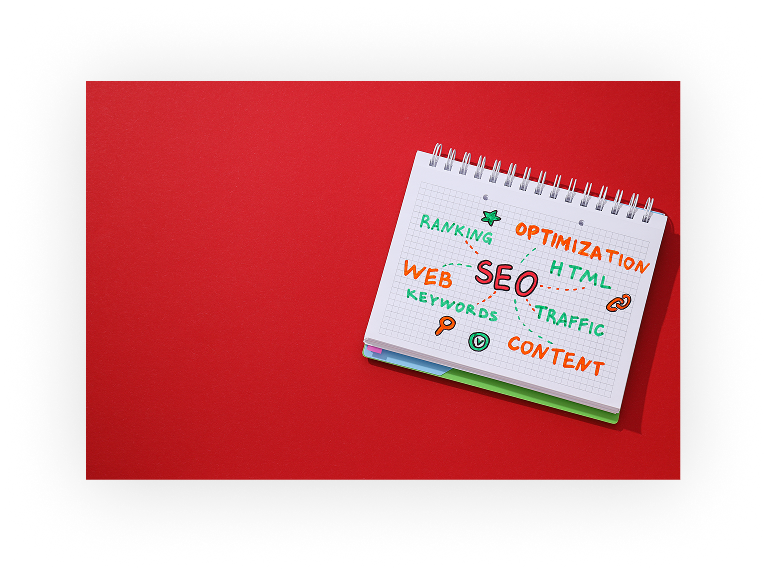 RANKING
OPTIMIZATION
SEO
HTML
WEB
KEYWORDS
TRAFFIC
CONTENT